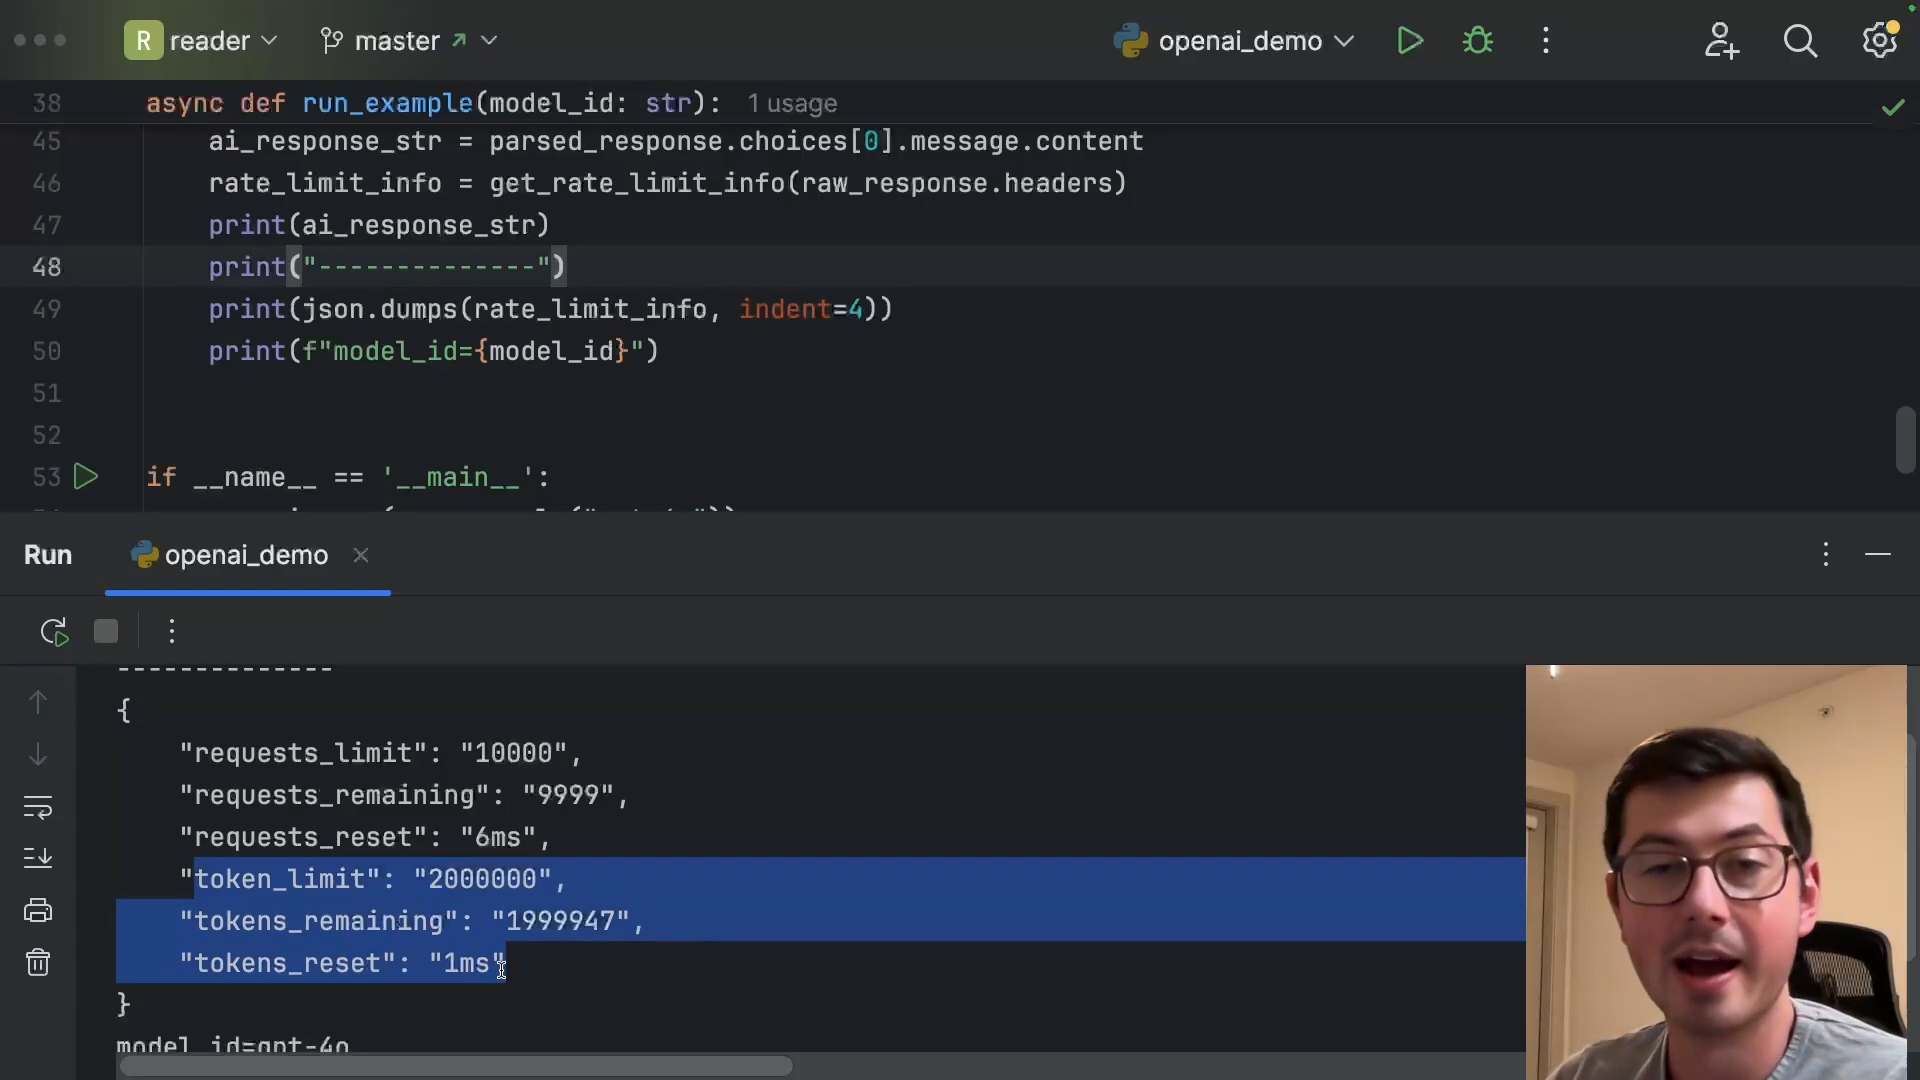 R reader
master
openai_demo
38 async def run_example(model_id: str): 1 usage
45 ai_response_str = parsed_response.choices[0].message.content
46 rate_limit_info = get_rate_limit_info(raw_response.headers)
47 print(ai_response_str)
48 print("--------------")
49 print(json.dumps(rate_limit_info, indent=4))
50 print(f"model_id={model_id}")
51
52
53 if __name__ == '__main__':
Run openai_demo
--------------
{
"requests_limit": "10000",
"requests_remaining": "9999",
"requests_reset": "6ms",
"token_limit": "2000000",
"tokens_remaining": "1999947",
"tokens_reset": "1ms"
}
model_id=gpt-4o